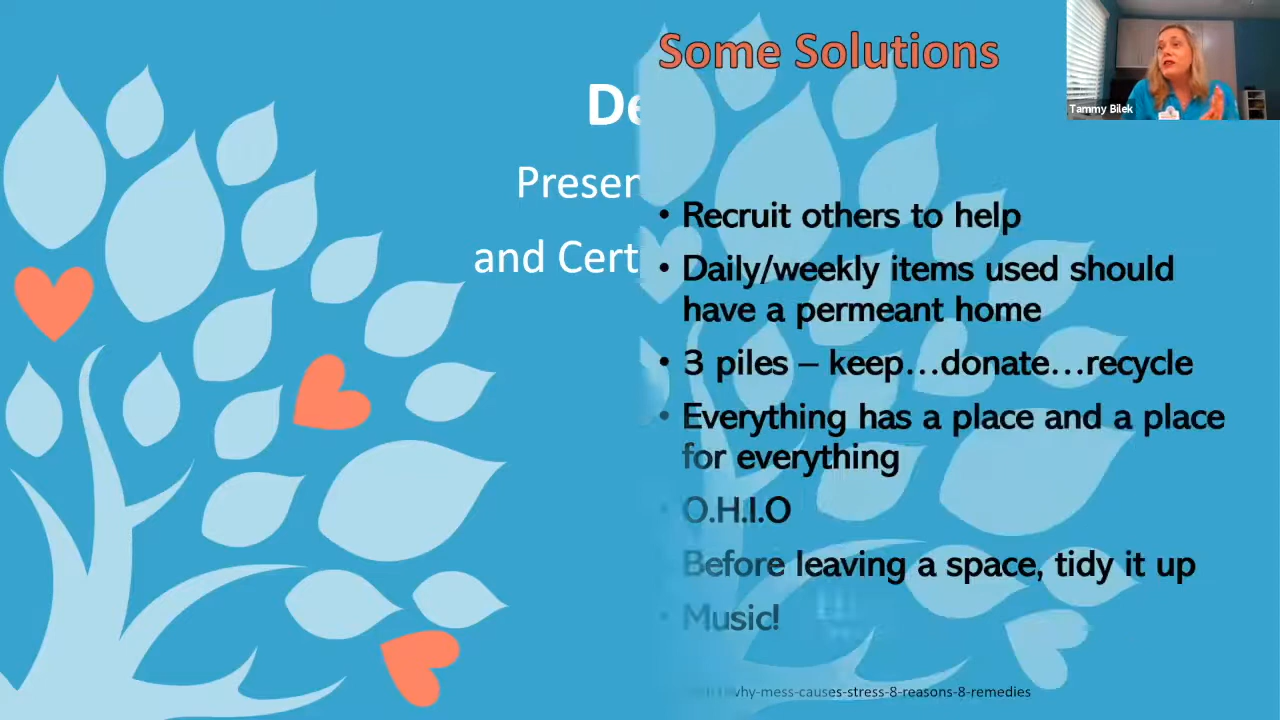 Some Solutions
Tammy Bilek
De
Presen
and Cert
• Recruit others to help
• Daily/weekly items used should
have a permeant home
• 3 piles – keep…donate…recycle
• Everything has a place and a place
for everything
• O.H.I.O
Before leaving a space, tidy it up
• Music!
why-mess-causes-stress-8-reasons-8-remedies